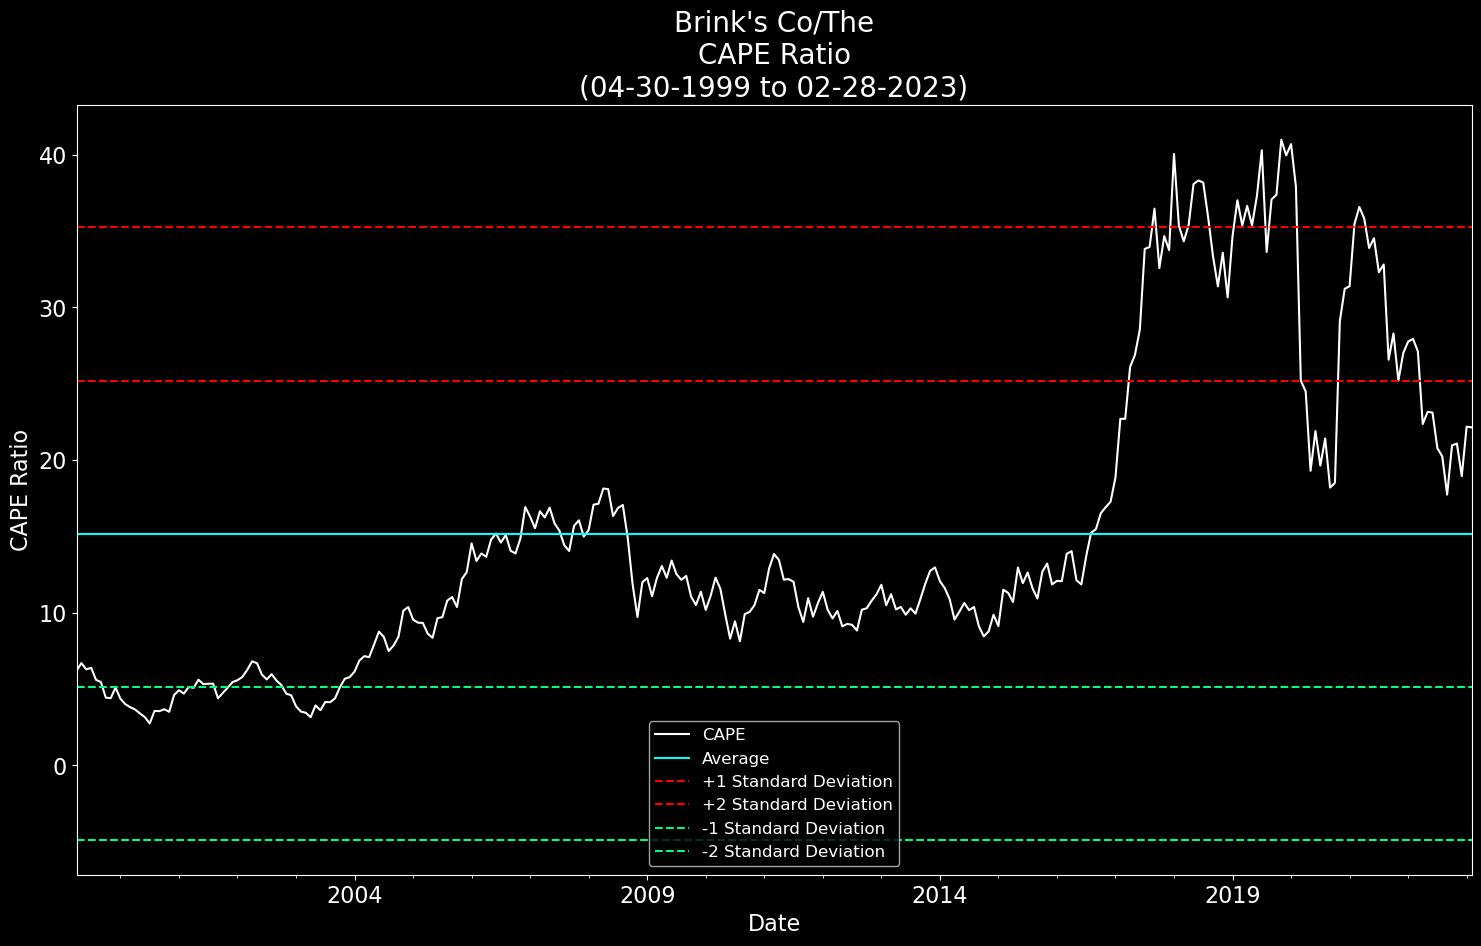 Brink's Co/The
CAPE Ratio
(04-30-1999 to 02-28-2023)
40
30
20
10
0
CAPE Ratio
CAPE
Average
+1 Standard Deviation
+2 Standard Deviation
-1 Standard Deviation
-2 Standard Deviation
2004 2009 2014 2019
Date